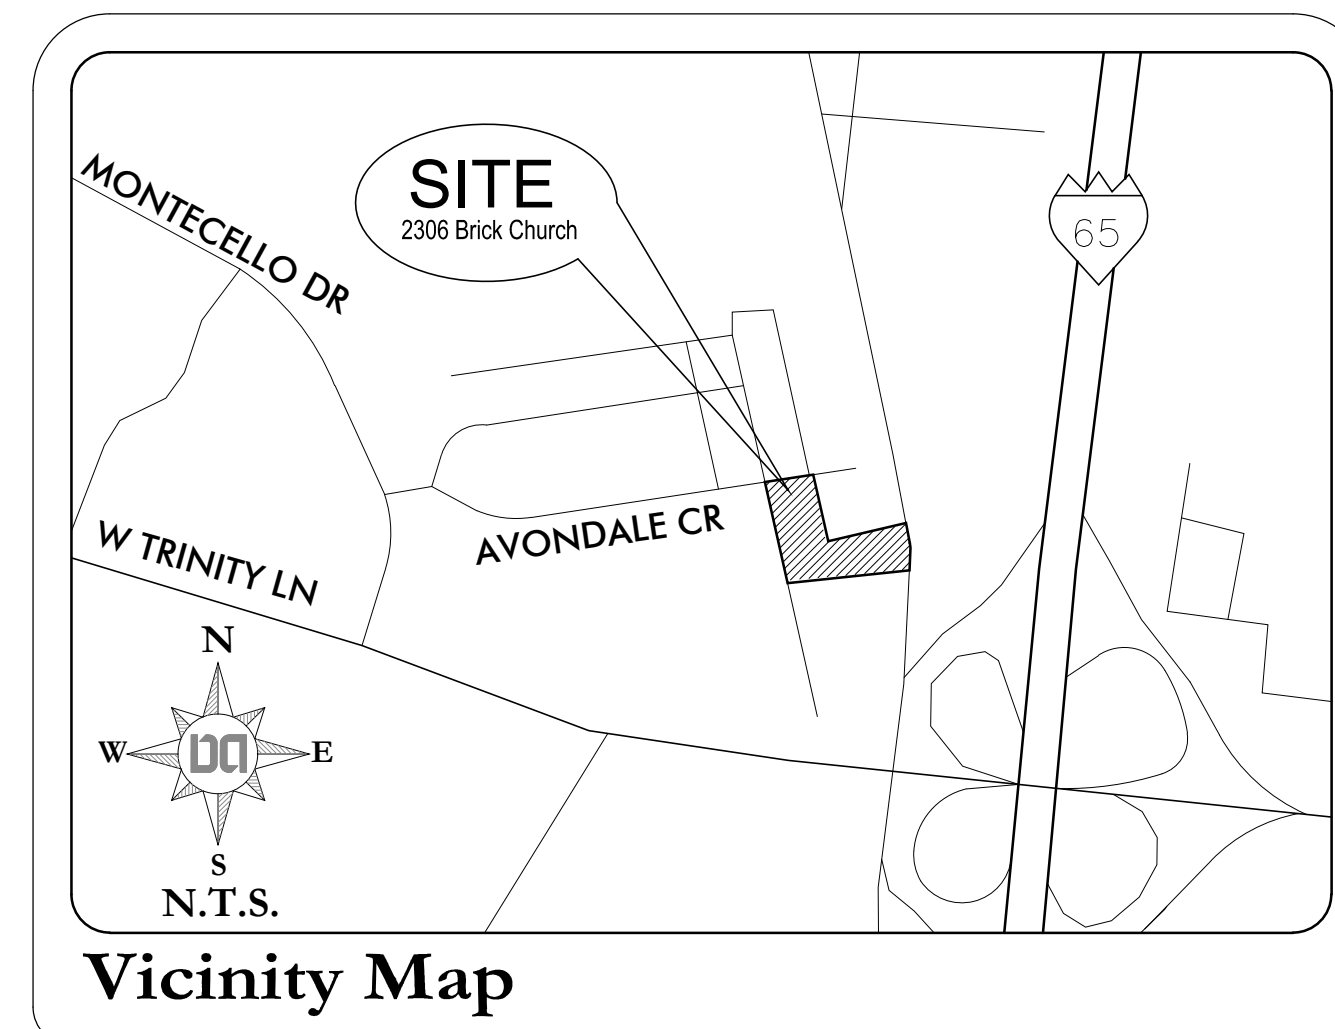 MONTECELLO DR
SITE
2306 Brick Church
65
AVONDALE CR
W TRINITY LN
N
W
E
S
N.T.S.
Vicinity Map